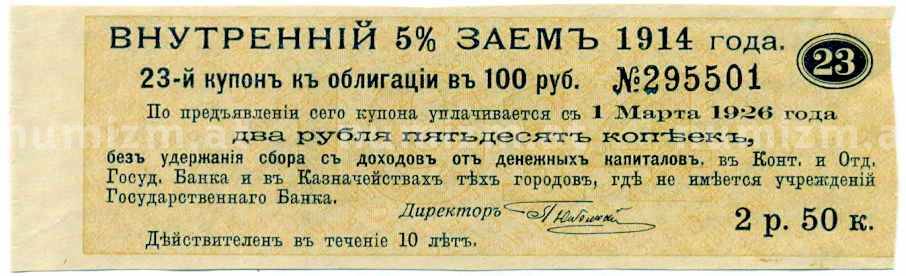 ВНУТРЕННІЙ 5% ЗАЕМЪ 1914 года.
23
23-й купонъ къ облигаціи въ 100 руб. №295501
По предъявленіи сего купона уплачивается съ 1 Марта 1926 года
два рубля пятьдесятъ копѣекъ,
безъ удержанія сбора съ доходовъ отъ денежныхъ капиталовъ, въ Конт. и Отд.
Госуд. Банка и въ Казначействахъ тѣхъ городовъ, гдѣ не имѣется учрежденій
Государственнаго Банка.
Директоръ
2 р. 50 к.
Дѣйствителенъ въ теченіе 10 лѣтъ.